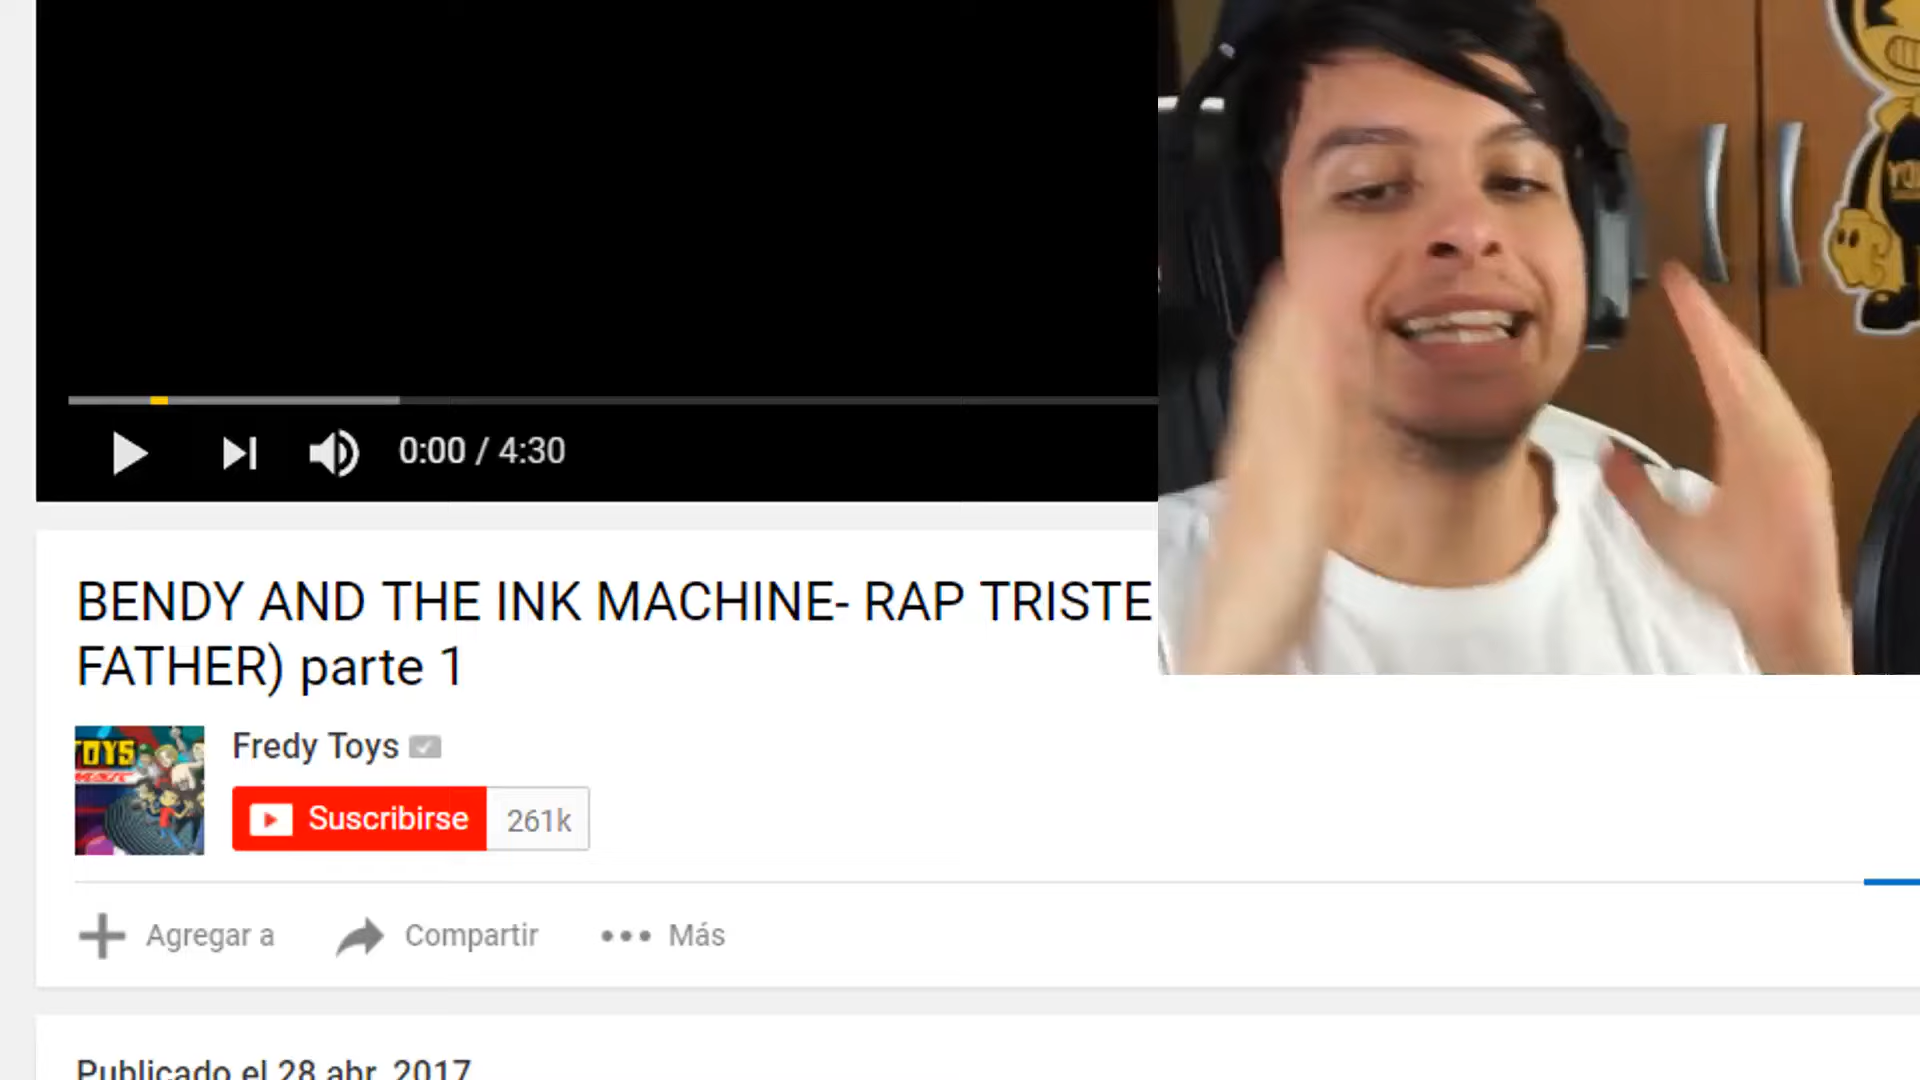 0:00 / 4:30
BENDY AND THE INK MACHINE- RAP TRISTE
FATHER) parte 1
TOYS
Fredy Toys
Suscribirse 261k
Agregar a Compartir Más
Publicado el 28 abr. 2017